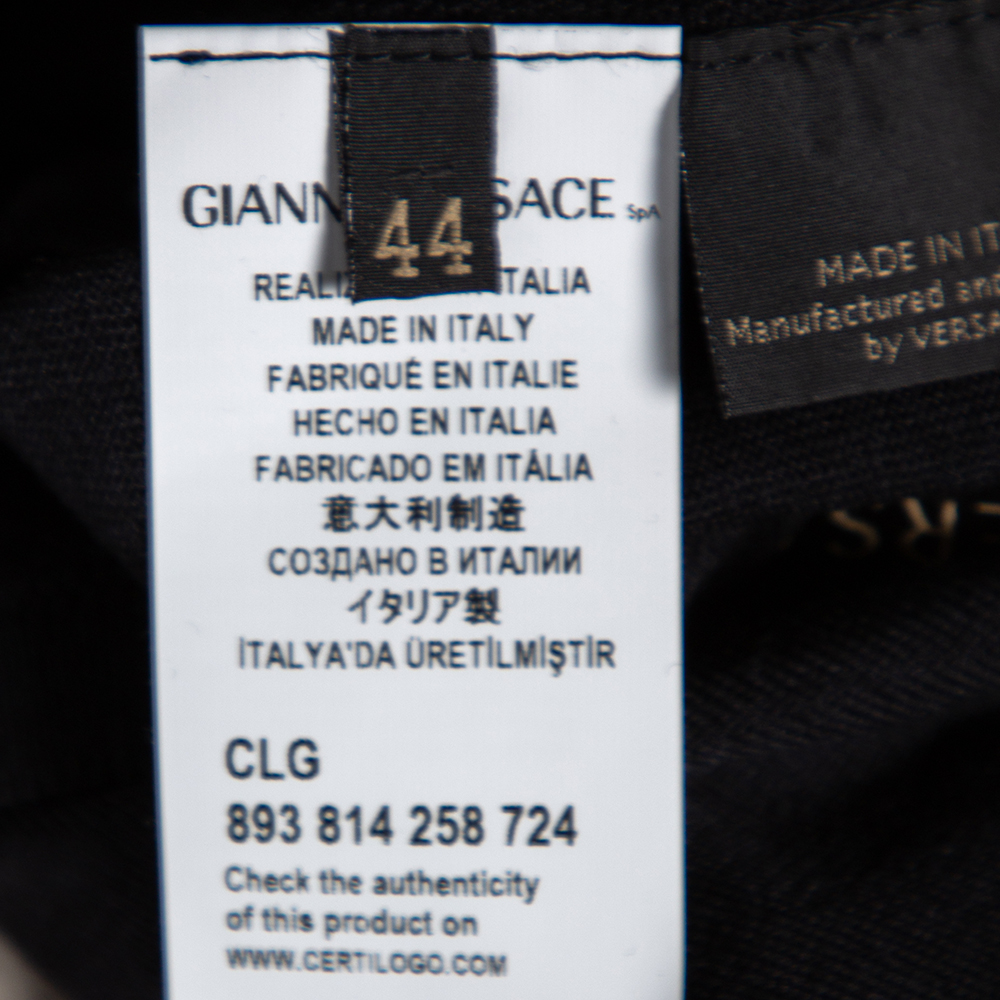 44
GIANN SACE SpA
REALIZ ITALIA
MADE IN ITALY
FABRIQUÉ EN ITALIE
HECHO EN ITALIA
FABRICADO EM ITÁLIA
意大利制造
СОЗДАНО В ИТАЛИИ
イタリア製
İTALYA'DA ÜRETİLMİŞTİR
CLG
893 814 258 724
Check the authenticity
of this product on
WWW.CERTILOGO.COM
MADE IN IT
Manufactured and
by VERSA